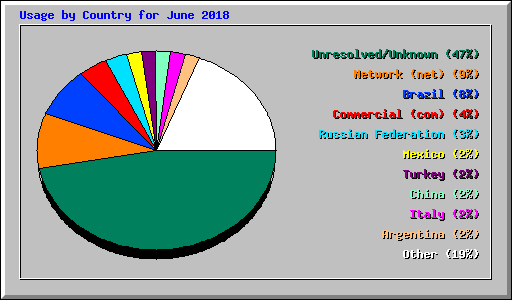 Usage by Country for June 2018
Unresolved/Unknown (47%)
Network (net) (9%)
Brazil (8%)
Commercial (com) (4%)
Russian Federation (3%)
Mexico (2%)
Turkey (2%)
China (2%)
Italy (2%)
Argentina (2%)
Other (19%)